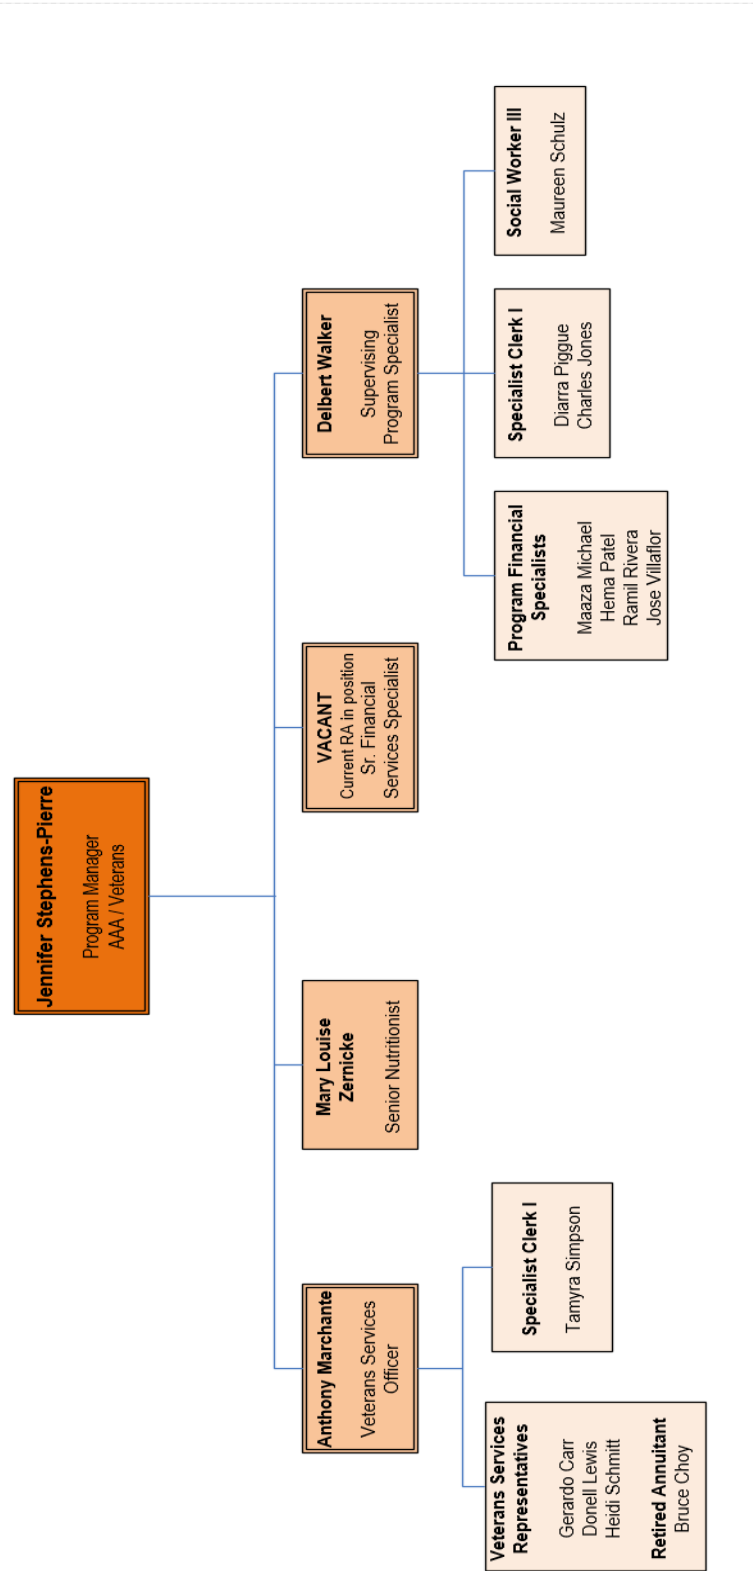 Jennifer Stephens-Pierre
Program Manager
AAA / Veterans
Anthony Marchante
Veterans Services
Officer
Mary Louise
Zernicke
Senior Nutritionist
VACANT
Current RA in position
Sr. Financial
Services Specialist
Delbert Walker
Supervising
Program Specialist
Veterans Services
Representatives
Gerardo Carr
Donell Lewis
Heidi Schmitt
Retired Annuitant
Bruce Choy
Specialist Clerk I
Tamyra Simpson
Program Financial
Specialists
Maaza Michael
Hema Patel
Ramil Rivera
Jose Villaflor
Specialist Clerk I
Diarra Piggue
Charles Jones
Social Worker III
Maureen Schulz